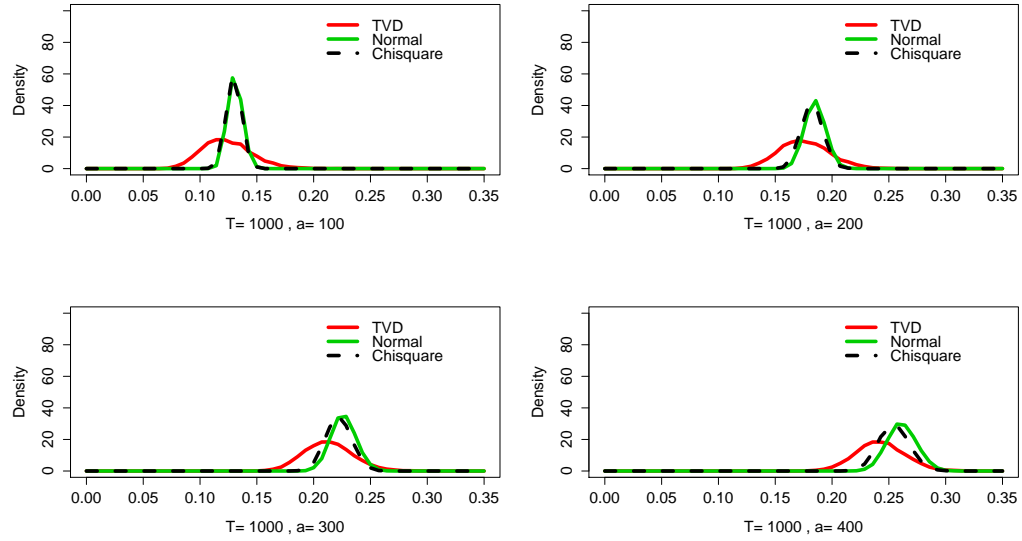 TVD
Normal
Chisquare
Density
0 20 40 60 80
0.00 0.05 0.10 0.15 0.20 0.25 0.30 0.35
T= 1000 , a= 100
TVD
Normal
Chisquare
Density
0 20 40 60 80
0.00 0.05 0.10 0.15 0.20 0.25 0.30 0.35
T= 1000 , a= 200
TVD
Normal
Chisquare
Density
0 20 40 60 80
0.00 0.05 0.10 0.15 0.20 0.25 0.30 0.35
T= 1000 , a= 300
TVD
Normal
Chisquare
Density
0 20 40 60 80
0.00 0.05 0.10 0.15 0.20 0.25 0.30 0.35
T= 1000 , a= 400